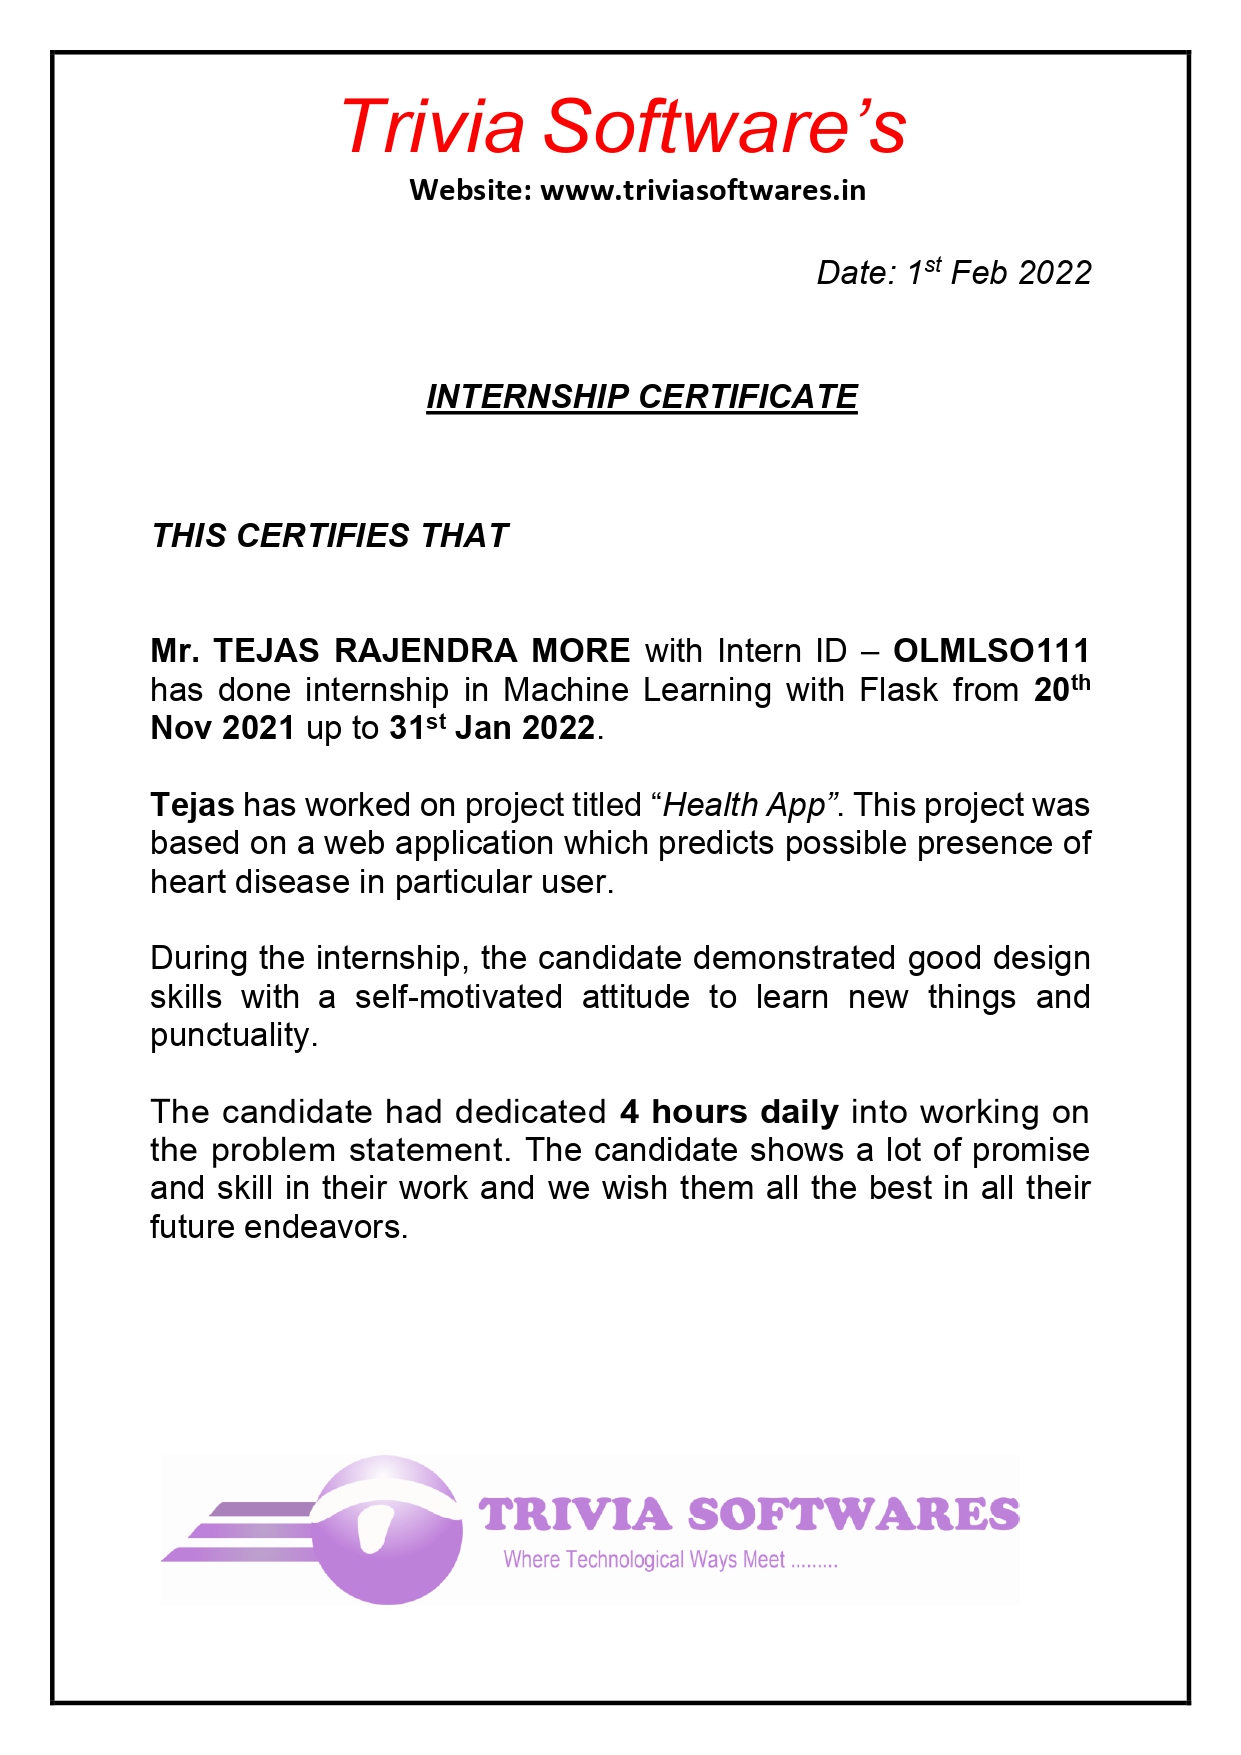 Trivia Software’s
Website: www.triviasoftwares.in
Date: 1st Feb 2022
INTERNSHIP CERTIFICATE
THIS CERTIFIES THAT
Mr. TEJAS RAJENDRA MORE with Intern ID – OLMLSO111
has done internship in Machine Learning with Flask from 20th
Nov 2021 up to 31st Jan 2022.
Tejas has worked on project titled “Health App”. This project was
based on a web application which predicts possible presence of
heart disease in particular user.
During the internship, the candidate demonstrated good design
skills with a self-motivated attitude to learn new things and
punctuality.
The candidate had dedicated 4 hours daily into working on
the problem statement. The candidate shows a lot of promise
and skill in their work and we wish them all the best in all their
future endeavors.
TRIVIA SOFTWARES
Where Technological Ways Meet .........